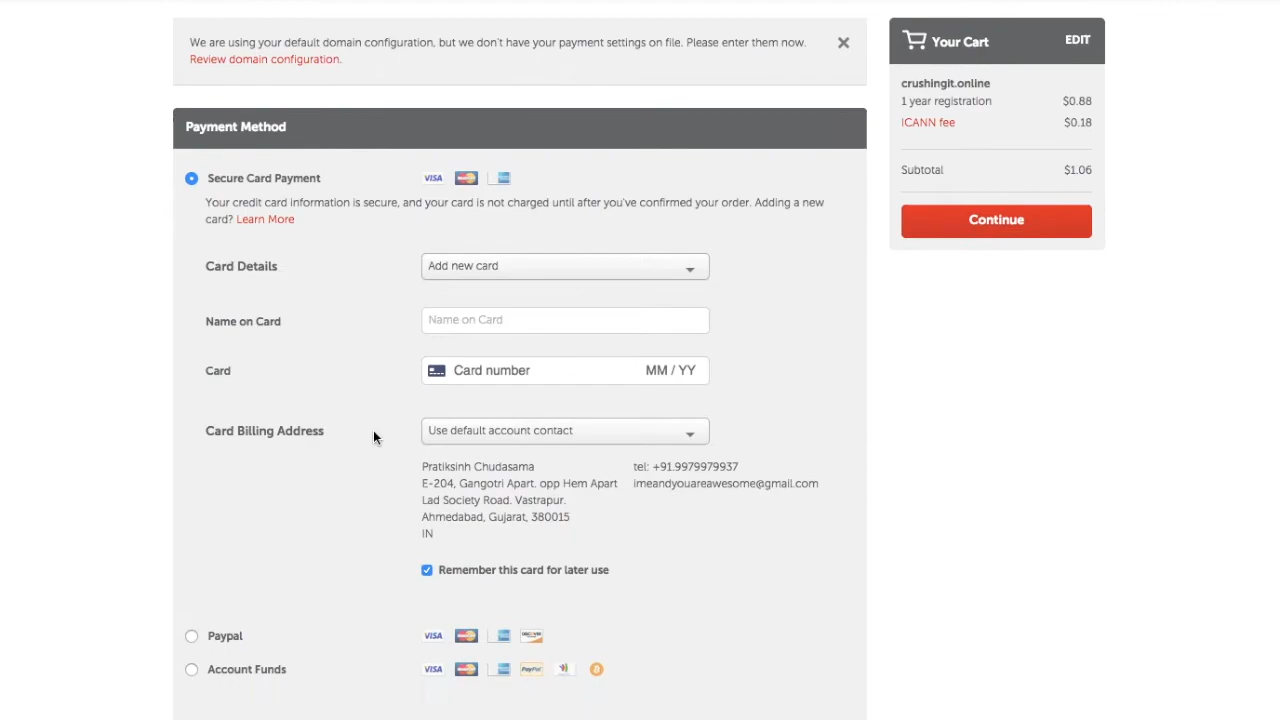 We are using your default domain configuration, but we don't have your payment settings on file. Please enter them now.
Review domain configuration.
Payment Method
Secure Card Payment VISA
Your credit card information is secure, and your card is not charged until after you've confirmed your order. Adding a new
card? Learn More
Card Details Add new card
Name on Card Name on Card
Card Card number MM / YY
Card Billing Address Use default account contact
Pratiksinh Chudasama tel: +91.9979979937
E-204, Gangotri Apart. opp Hem Apart imeandyouareawesome@gmail.com
Lad Society Road. Vastrapur.
Ahmedabad, Gujarat, 380015
IN
Remember this card for later use
Paypal VISA
Account Funds VISA PayPal
Your Cart EDIT
crushingit.online
1 year registration $0.88
ICANN fee $0.18
Subtotal $1.06
Continue